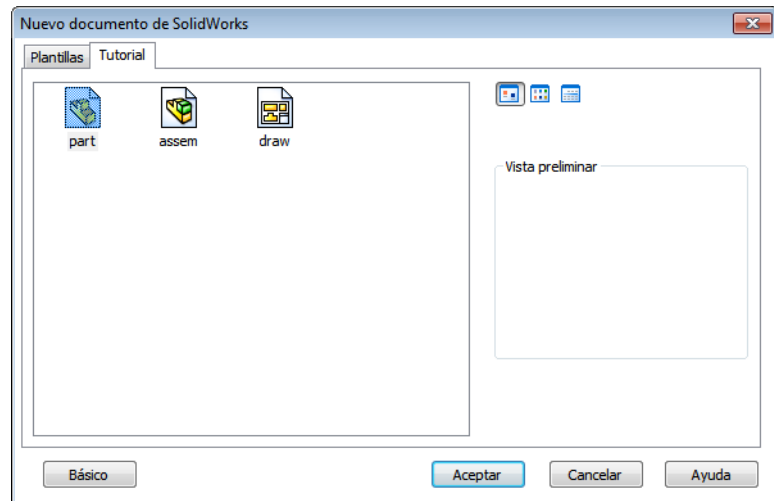 Nuevo documento de SolidWorks
Plantillas Tutorial
part assem draw
Vista preliminar
Básico Aceptar Cancelar Ayuda